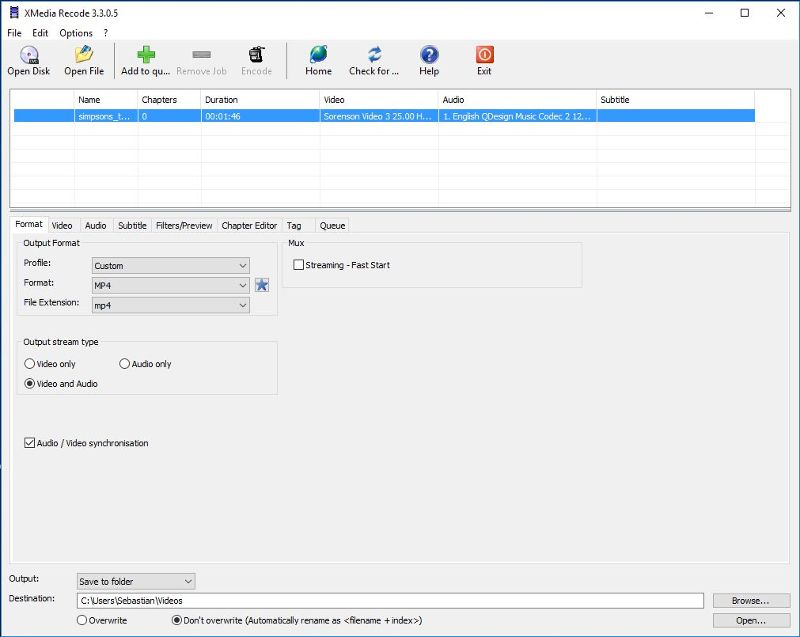 XMedia Recode 3.3.0.5
File Edit Options ?
Open Disk Open File Add to qu... Remove Job Encode Home Check for ... Help Exit
Name Chapters Duration Video Audio Subtitle
simpsons_t... 0 00:01:46 Sorenson Video 3 25.00 H... 1. English QDesign Music Codec 2 12...
Format Video Audio Subtitle Filters/Preview Chapter Editor Tag Queue
Output Format
Profile: Custom
Format: MP4
File Extension: mp4
Mux
Streaming - Fast Start
Output stream type
Video only Audio only
Video and Audio
Audio / Video synchronisation
Output: Save to folder
Destination: C:\Users\Sebastian\Videos Browse...
Overwrite Don't overwrite (Automatically rename as <filename + index>) Open...